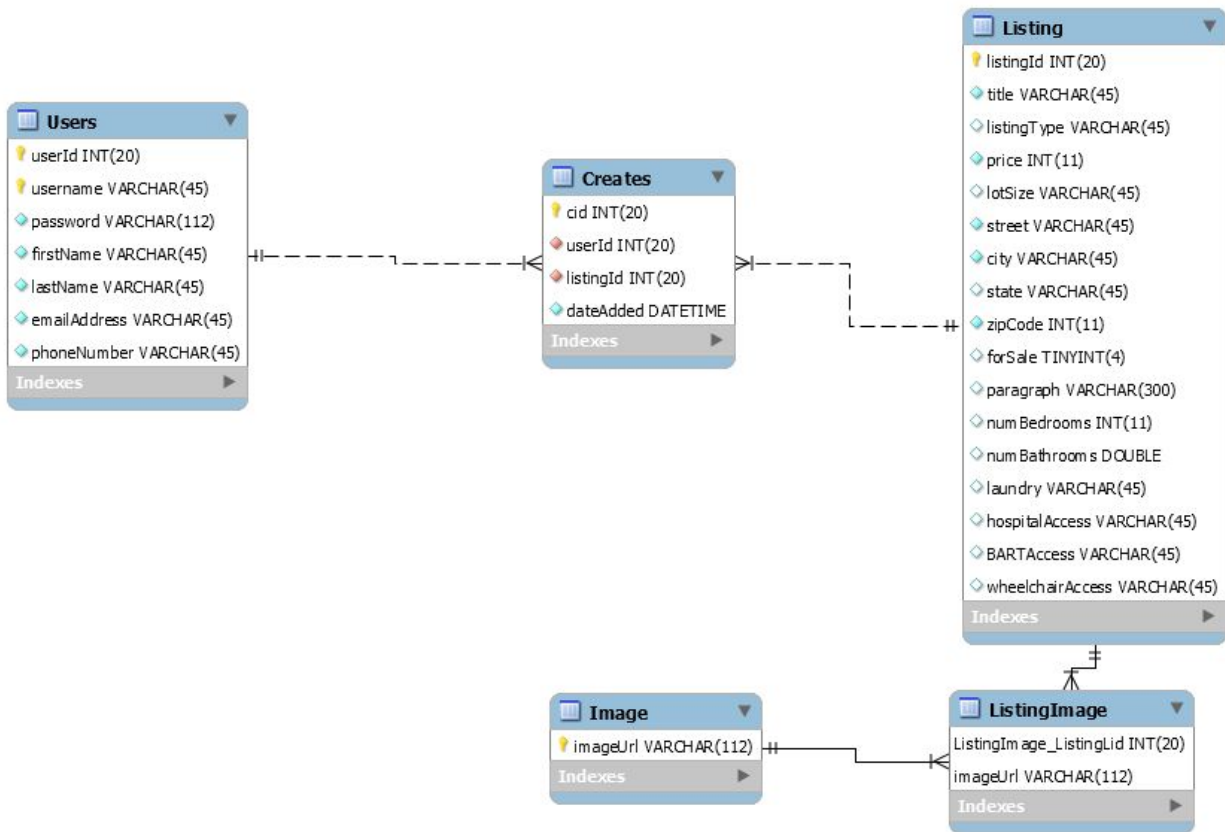 Users
userId INT(20)
username VARCHAR(45)
password VARCHAR(112)
firstName VARCHAR(45)
lastName VARCHAR(45)
emailAddress VARCHAR(45)
phoneNumber VARCHAR(45)
Indexes
Creates
cid INT(20)
userId INT(20)
listingId INT(20)
dateAdded DATETIME
Indexes
Listing
listingId INT(20)
title VARCHAR(45)
listingType VARCHAR(45)
price INT(11)
lotSize VARCHAR(45)
street VARCHAR(45)
city VARCHAR(45)
state VARCHAR(45)
zipCode INT(11)
forSale TINYINT(4)
paragraph VARCHAR(300)
numBedrooms INT(11)
numBathrooms DOUBLE
laundry VARCHAR(45)
hospitalAccess VARCHAR(45)
BARTAccess VARCHAR(45)
wheelchairAccess VARCHAR(45)
Indexes
Image
imageUrl VARCHAR(112)
Indexes
ListingImage
ListingImage_ListingLid INT(20)
imageUrl VARCHAR(112)
Indexes